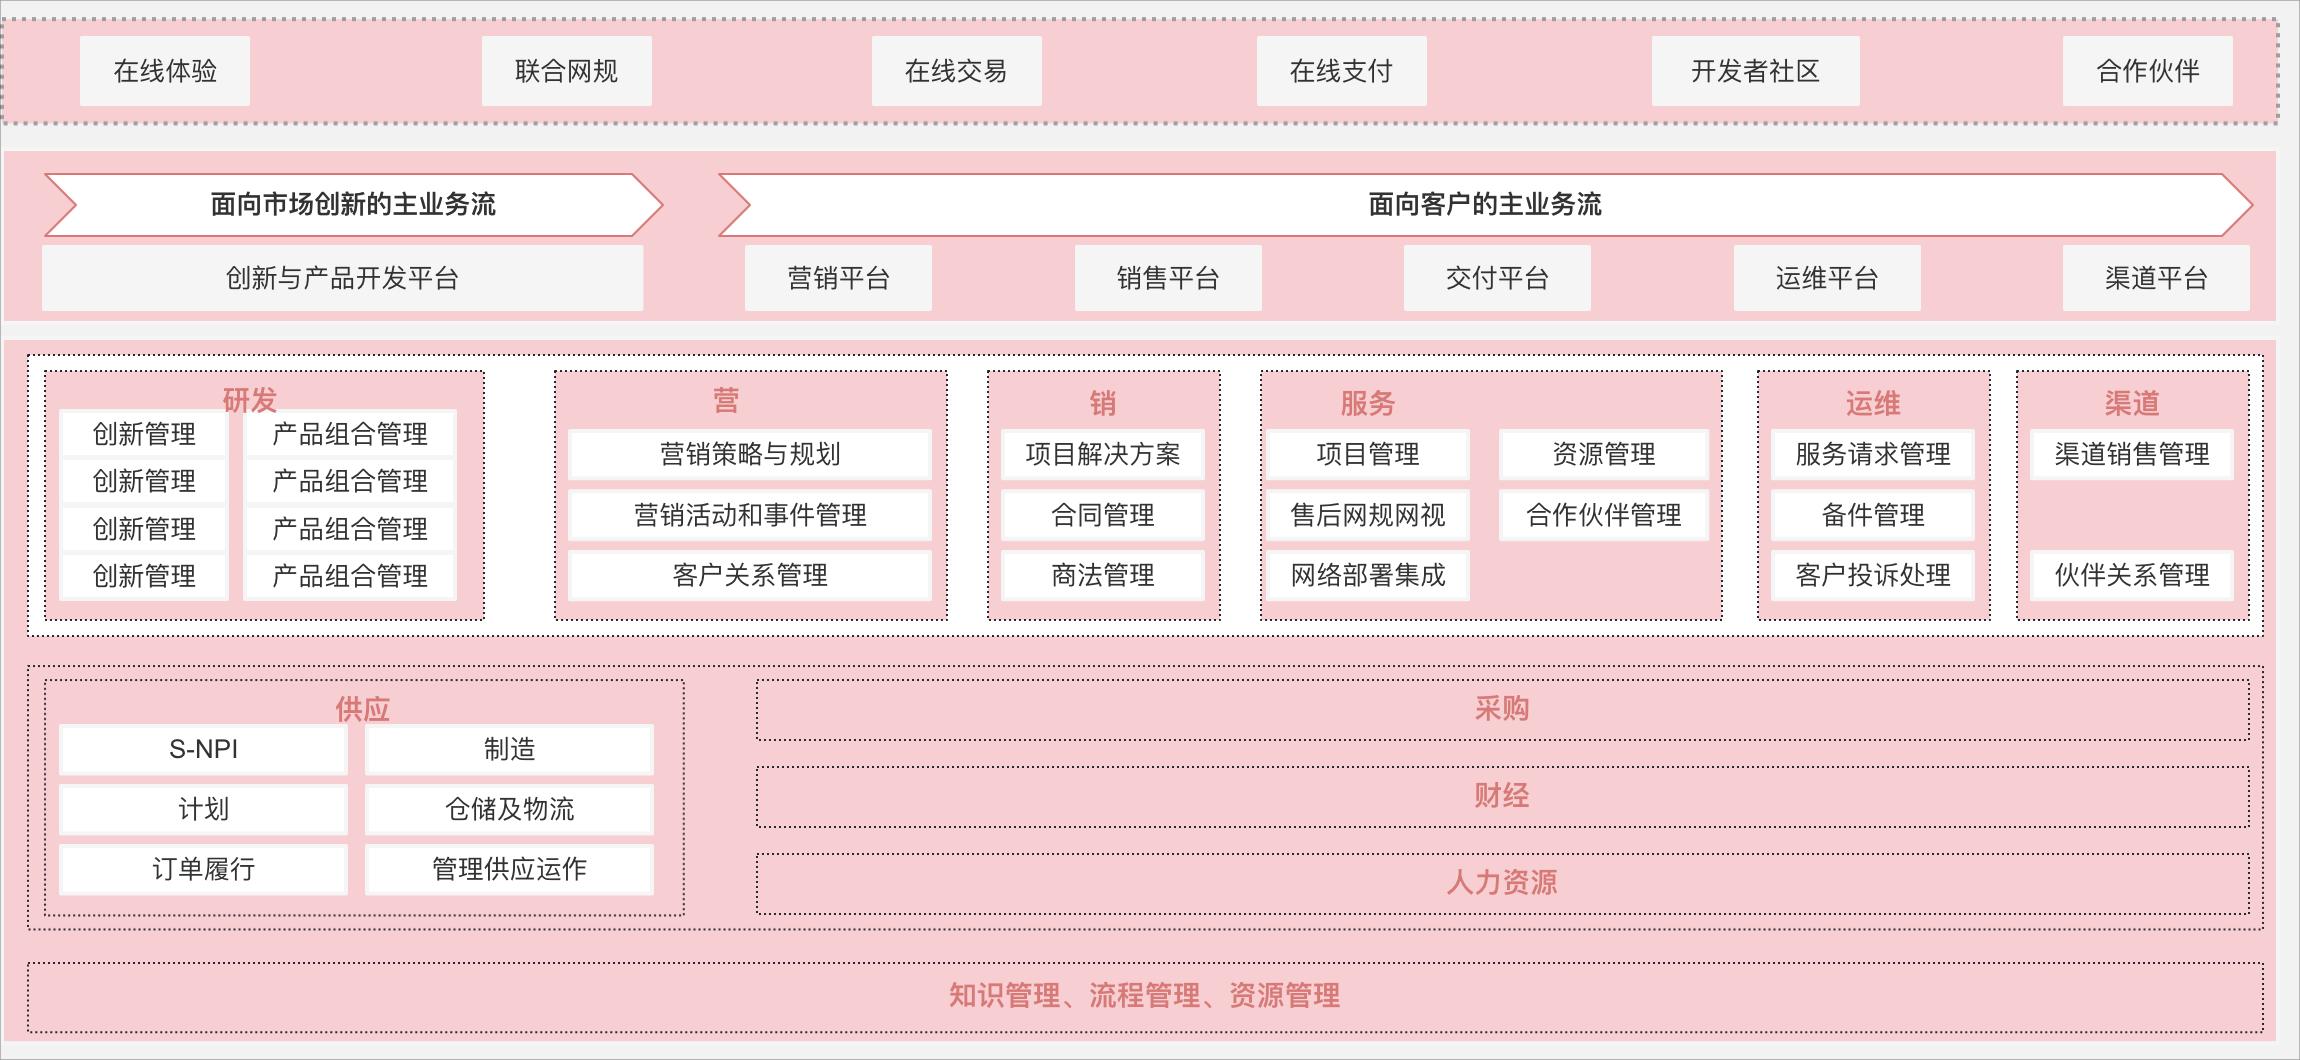 在线体验
联合网规
在线交易
在线支付
开发者社区
合作伙伴
面向市场创新的主业务流
面向客户的主业务流
创新与产品开发平台
营销平台
销售平台
交付平台
运维平台
渠道平台
研发
创新管理
产品组合管理
创新管理
产品组合管理
创新管理
产品组合管理
创新管理
产品组合管理
营
营销策略与规划
营销活动和事件管理
客户关系管理
销
项目解决方案
合同管理
商法管理
服务
项目管理
资源管理
售后网规网视
合作伙伴管理
网络部署集成
运维
服务请求管理
备件管理
客户投诉处理
渠道
渠道销售管理
伙伴关系管理
供应
S-NPI
制造
计划
仓储及物流
订单履行
管理供应运作
采购
财经
人力资源
知识管理、流程管理、资源管理